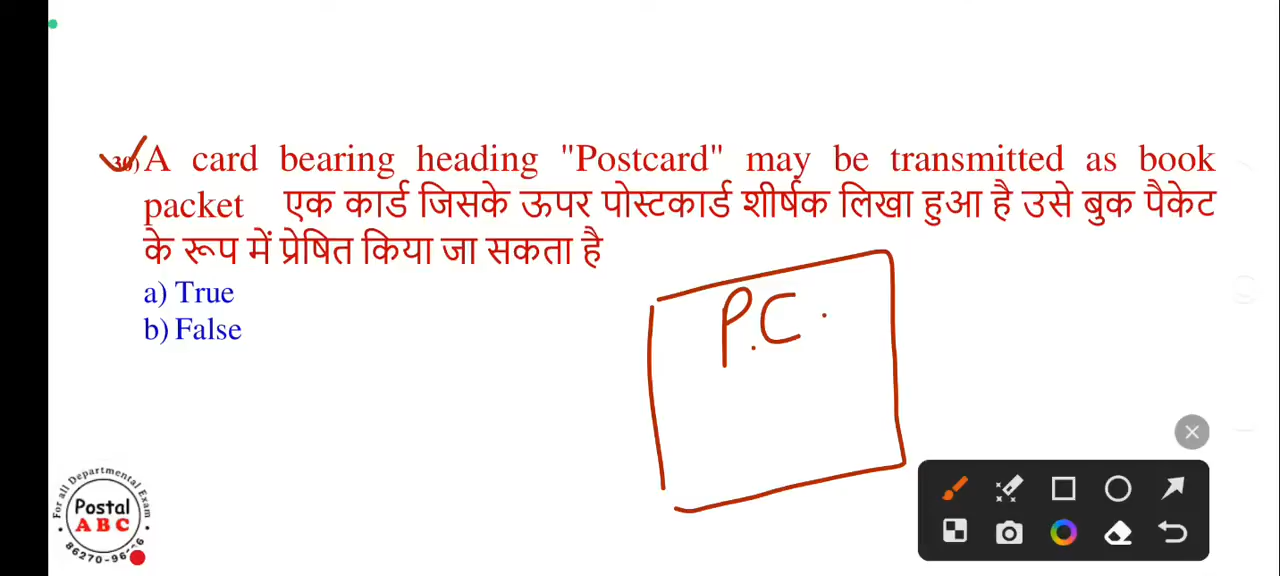 30) A card bearing heading "Postcard" may be transmitted as book
packet एक कार्ड जिसके ऊपर पोस्टकार्ड शीर्षक लिखा हुआ है उसे बुक पैकेट
के रूप में प्रेषित किया जा सकता है
a) True
b) False
P.C.
For all Departmental Exam
Postal
A B C